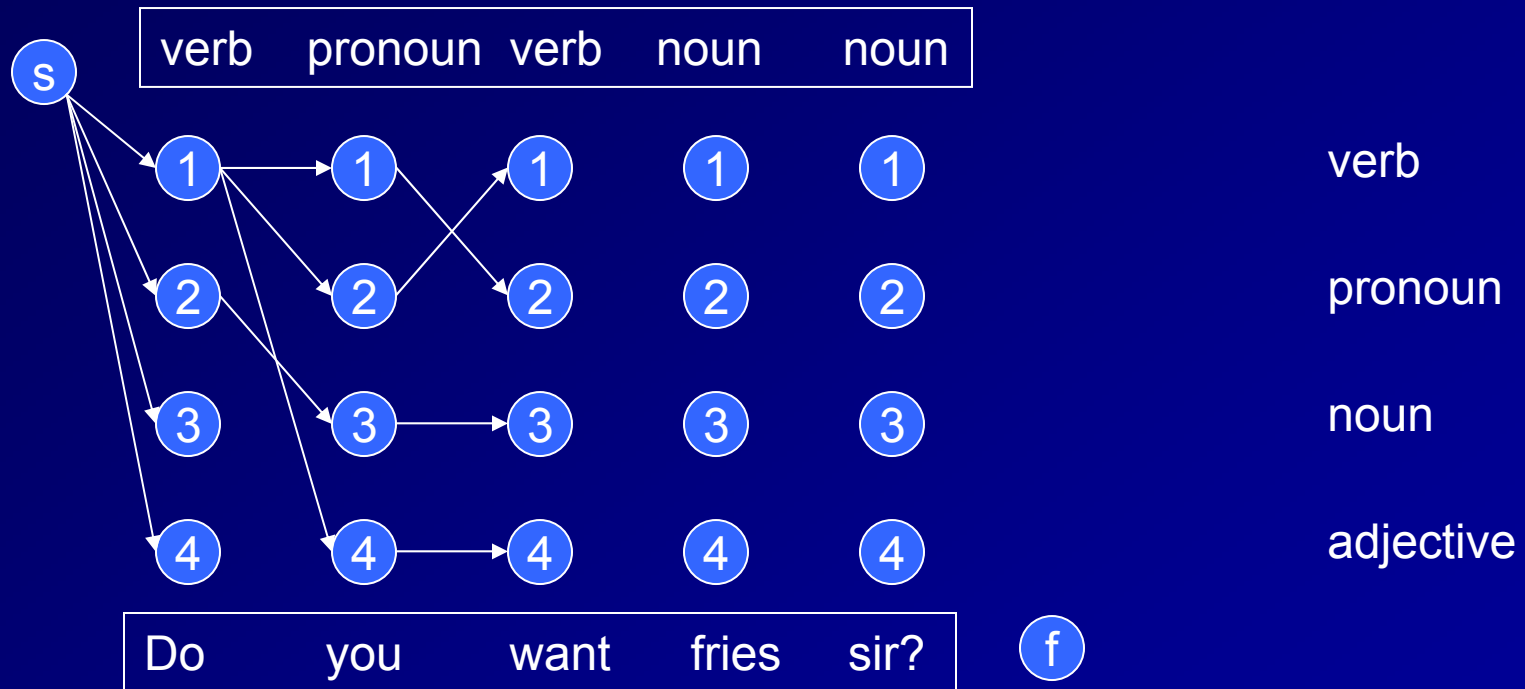 verb pronoun verb noun noun
s
1 1 1 1 1 verb
2 2 2 2 2 pronoun
3 3 3 3 3 noun
4 4 4 4 4 adjective
Do you want fries sir? f